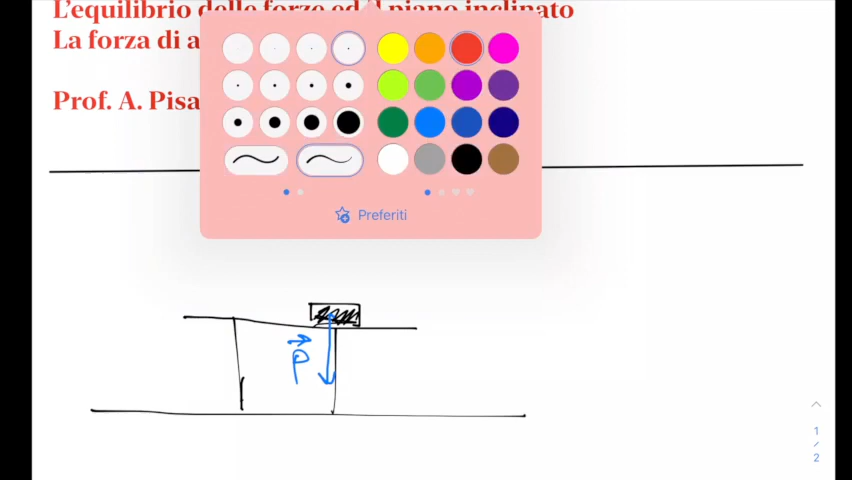 L'equilibrio delle forze ed il piano inclinato
La forza di a
Prof. A. Pisa
Preferiti
P
1
/
2